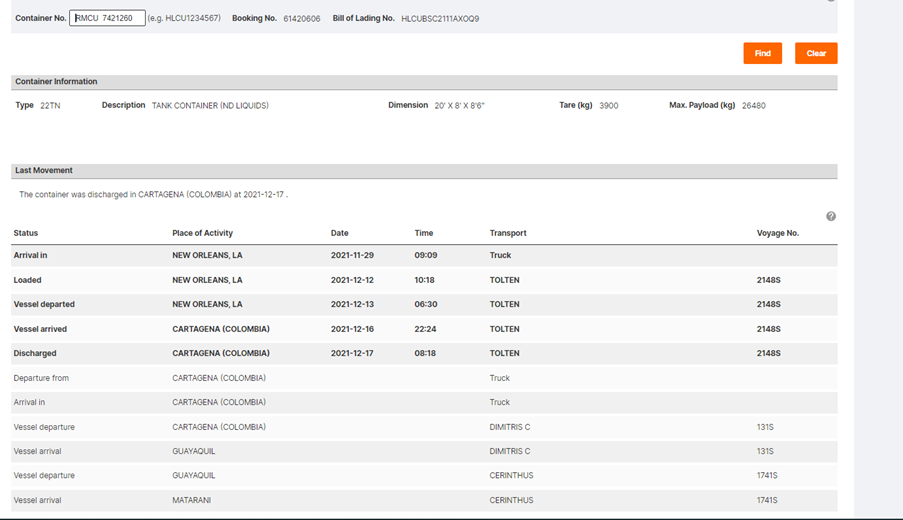 Container No. RMCU 7421260 (e.g. HLCU1234567) Booking No. 61420606 Bill of Lading No. HLCUBSC2111AXOQ9
Find Clear
Container Information
Type 22TN Description TANK CONTAINER (ND LIQUIDS) Dimension 20' X 8' X 8'6" Tare (kg) 3900 Max. Payload (kg) 26480
Last Movement
The container was discharged in CARTAGENA (COLOMBIA) at 2021-12-17 .
?
Status Place of Activity Date Time Transport Voyage No.
Arrival in NEW ORLEANS, LA 2021-11-29 09:09 Truck
Loaded NEW ORLEANS, LA 2021-12-12 10:18 TOLTEN 2148S
Vessel departed NEW ORLEANS, LA 2021-12-13 06:30 TOLTEN 2148S
Vessel arrived CARTAGENA (COLOMBIA) 2021-12-16 22:24 TOLTEN 2148S
Discharged CARTAGENA (COLOMBIA) 2021-12-17 08:18 TOLTEN 2148S
Departure from CARTAGENA (COLOMBIA) Truck
Arrival in CARTAGENA (COLOMBIA) Truck
Vessel departure CARTAGENA (COLOMBIA) DIMITRIS C 131S
Vessel arrival GUAYAQUIL DIMITRIS C 131S
Vessel departure GUAYAQUIL CERINTHUS 1741S
Vessel arrival MATARANI CERINTHUS 1741S